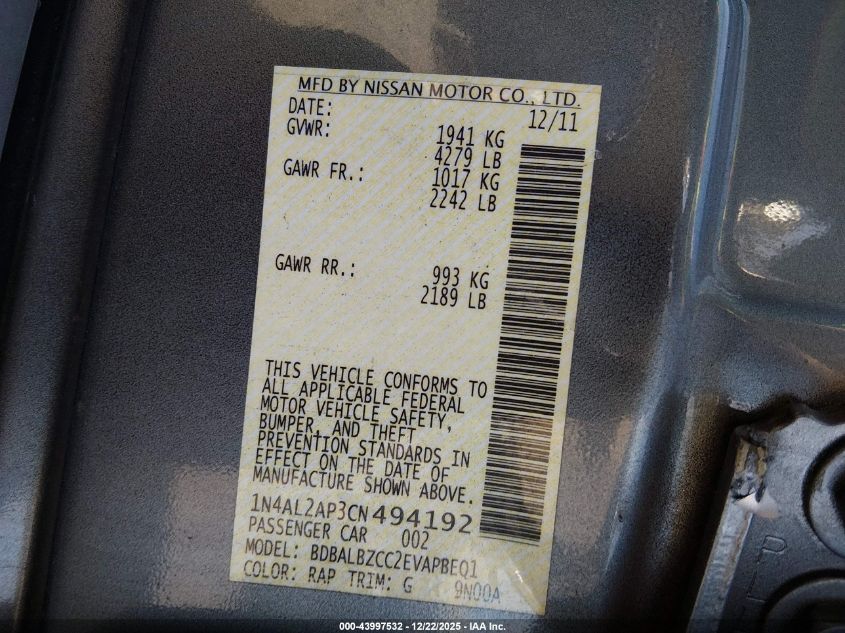 MFD BY NISSAN MOTOR CO., LTD.
DATE: 12/11
GVWR: 1941 KG
4279 LB
GAWR FR.: 1017 KG
2242 LB
GAWR RR.: 993 KG
2189 LB
THIS VEHICLE CONFORMS TO
ALL APPLICABLE FEDERAL
MOTOR VEHICLE SAFETY,
BUMPER, AND THEFT
PREVENTION STANDARDS IN
EFFECT ON THE DATE OF
MANUFACTURE SHOWN ABOVE.
1N4AL2AP3CN494192
PASSENGER CAR 002
MODEL: BDBALBZCC2EVAPBEQ1
COLOR: RAP TRIM: G 9N00A
000-43997532 - 12/22/2025 - IAA Inc.